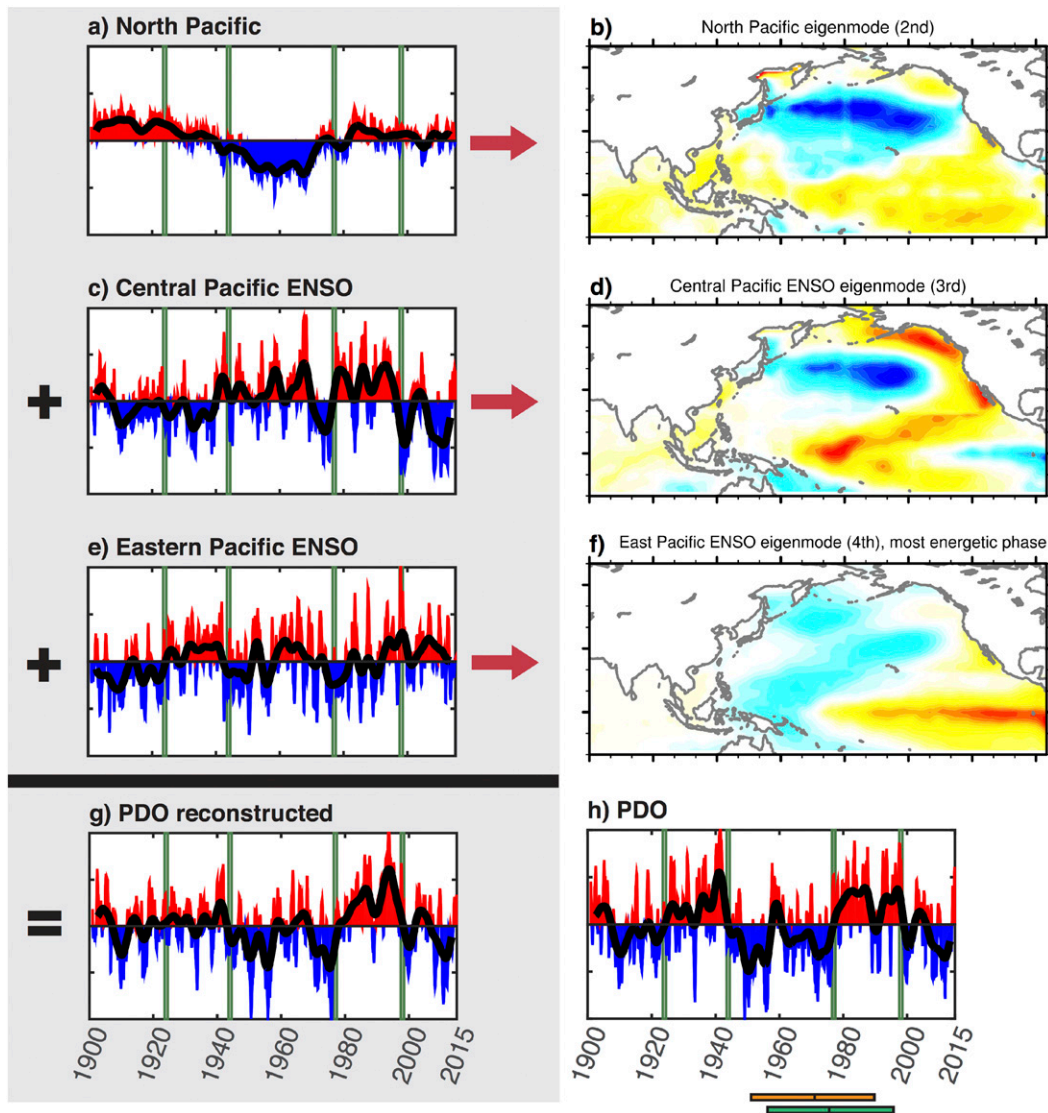 a) North Pacific
b)
North Pacific eigenmode (2nd)
c) Central Pacific ENSO
d)
Central Pacific ENSO eigenmode (3rd)
+
e) Eastern Pacific ENSO
f)
East Pacific ENSO eigenmode (4th), most energetic phase
+
g) PDO reconstructed
h) PDO
=
1900 1920 1940 1960 1980 2000 2015
1900 1920 1940 1960 1980 2000 2015